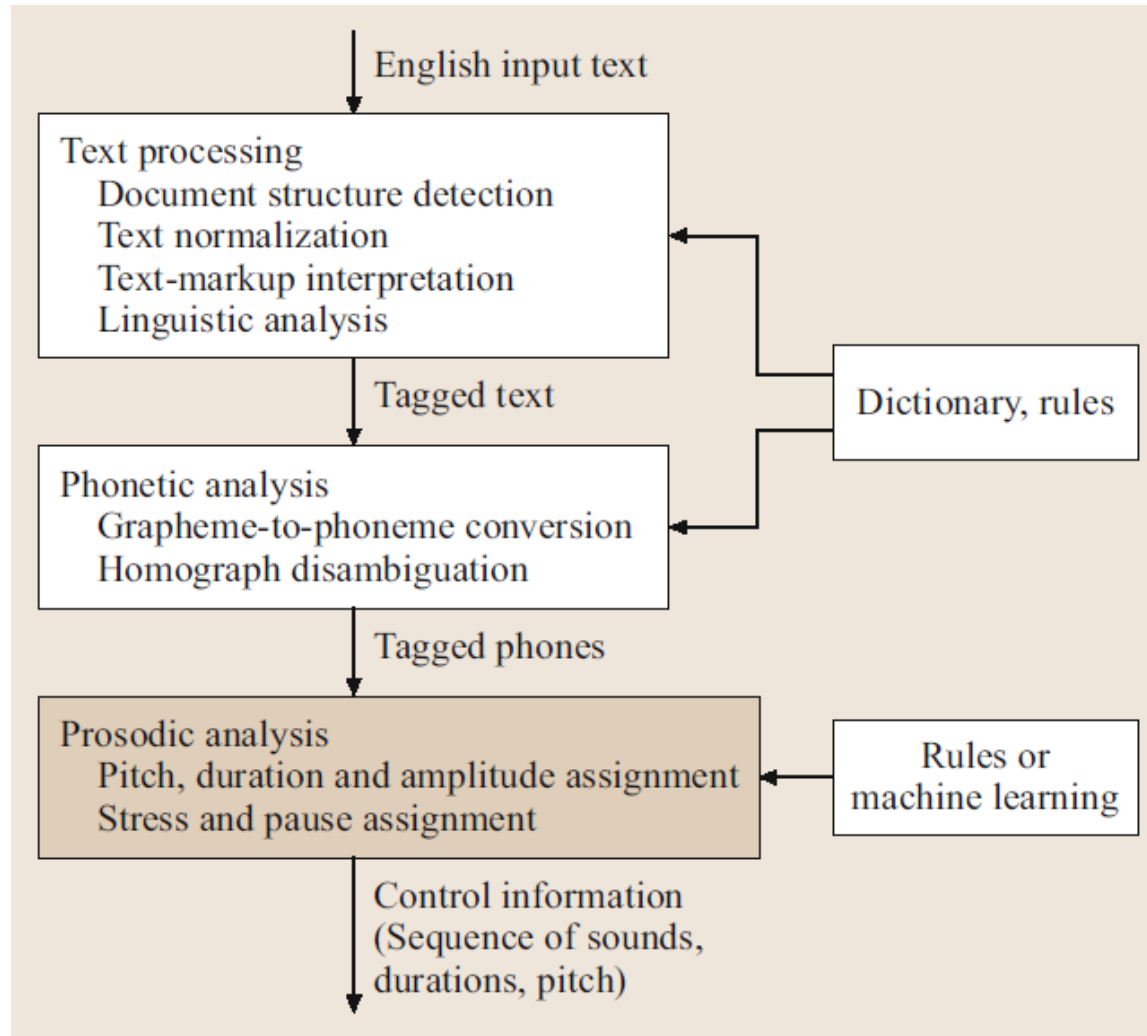 English input text
Text processing
Document structure detection
Text normalization
Text-markup interpretation
Linguistic analysis
Tagged text
Dictionary, rules
Phonetic analysis
Grapheme-to-phoneme conversion
Homograph disambiguation
Tagged phones
Prosodic analysis
Pitch, duration and amplitude assignment
Stress and pause assignment
Rules or
machine learning
Control information
(Sequence of sounds,
durations, pitch)